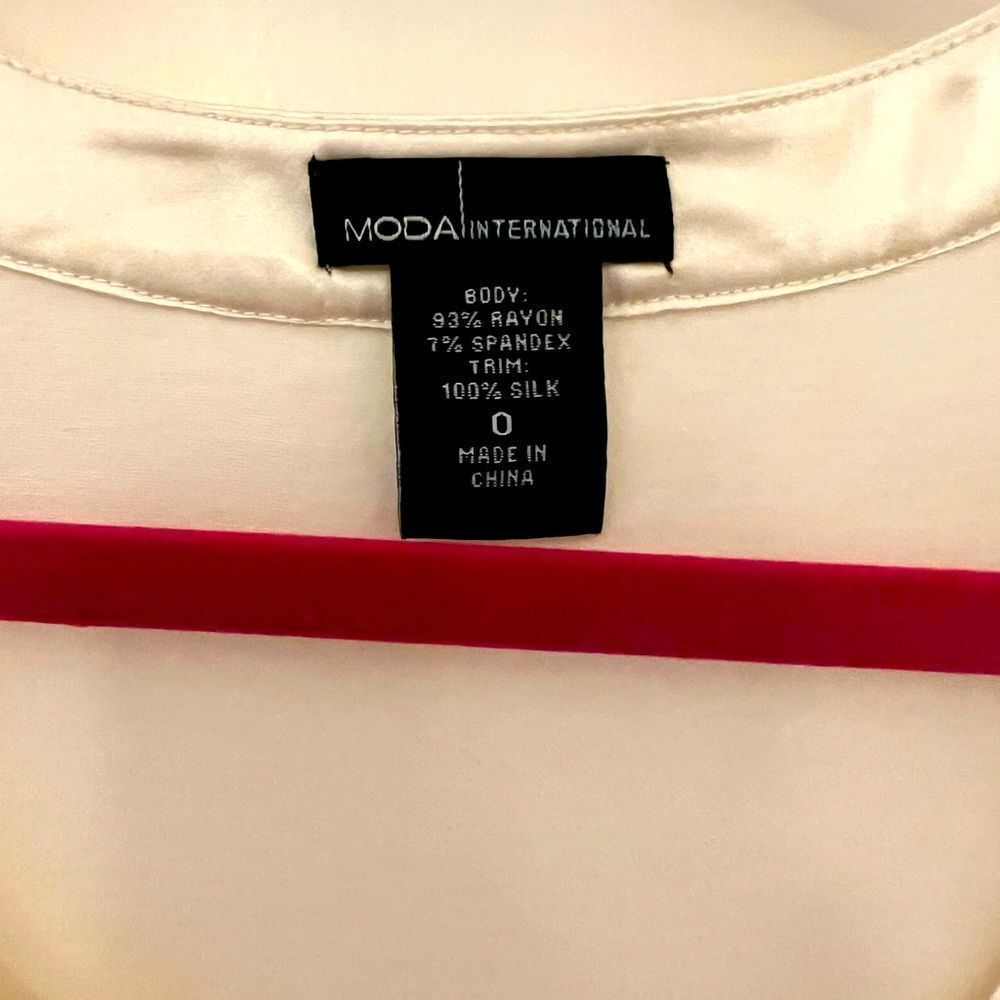 MODA INTERNATIONAL
BODY:
93% RAYON
7% SPANDEX
TRIM:
100% SILK
0
MADE IN
CHINA